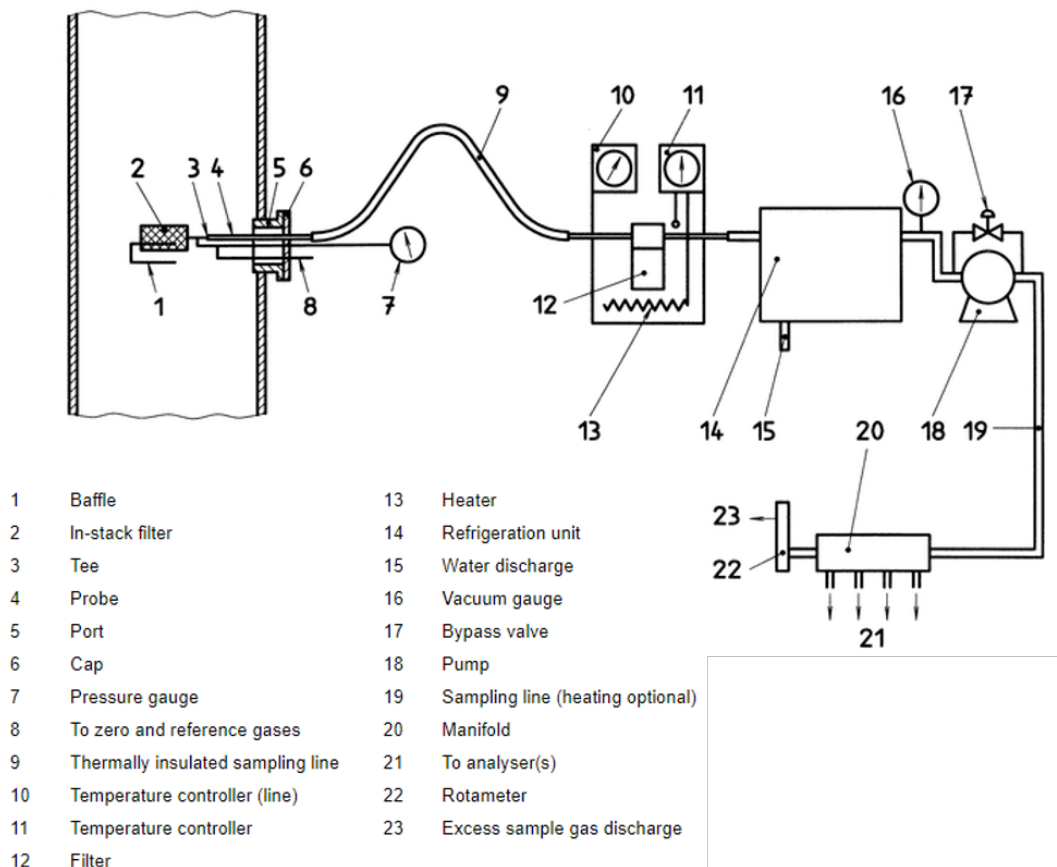 9
10
11
16
17
2
3
4
5
6
1
8
7
12
13
14
15
20
18
19
23
22
21
1 Baffle
2 In-stack filter
3 Tee
4 Probe
5 Port
6 Cap
7 Pressure gauge
8 To zero and reference gases
9 Thermally insulated sampling line
10 Temperature controller (line)
11 Temperature controller
12 Filter
13 Heater
14 Refrigeration unit
15 Water discharge
16 Vacuum gauge
17 Bypass valve
18 Pump
19 Sampling line (heating optional)
20 Manifold
21 To analyser(s)
22 Rotameter
23 Excess sample gas discharge